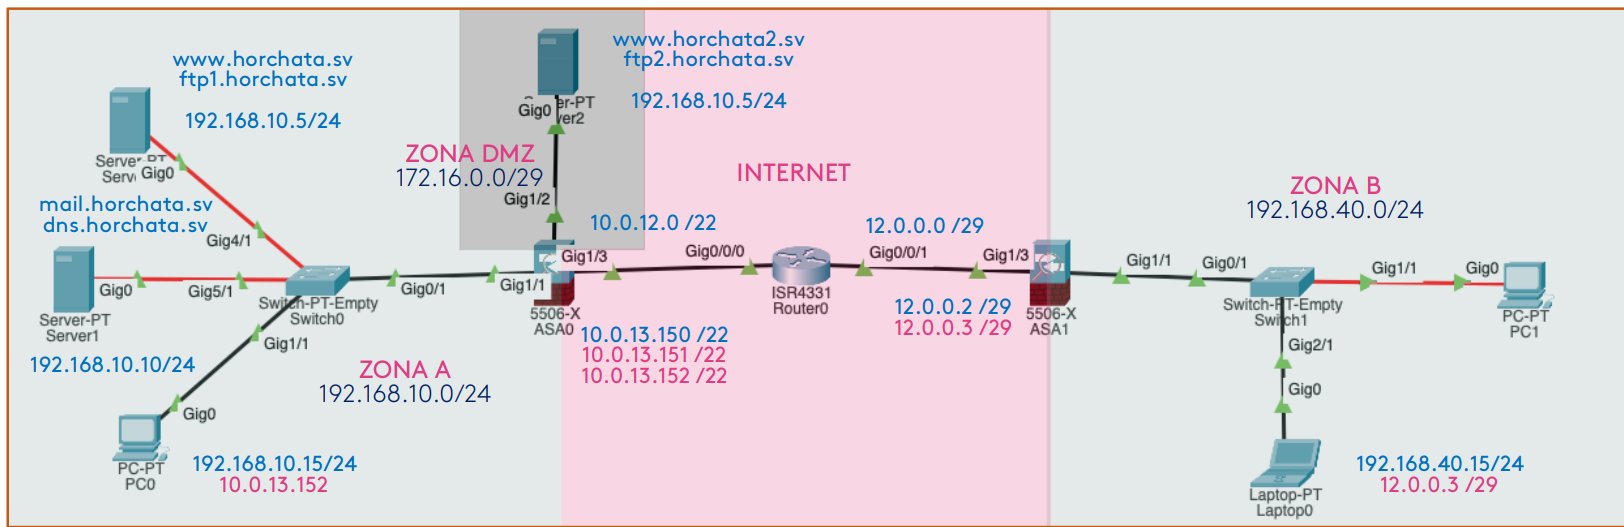 www.horchata.sv
ftp1.horchata.sv
192.168.10.5/24
Gig0
Gig4/1
mail.horchata.sv
dns.horchata.sv
Gig0
Gig5/1
Server-PT
Server1
192.168.10.10/24
Switch-PT-Empty
Switch0
Gig0/1
Gig1/1
Gig1/1
ZONA A
192.168.10.0/24
Gig0
PC-PT
PC0
192.168.10.15/24
10.0.13.152
www.horchata2.sv
ftp2.horchata.sv
192.168.10.5/24
Gig0
ZONA DMZ
172.16.0.0/29
Gig1/2
INTERNET
10.0.12.0 /22
Gig1/3
Gig0/0/0
5506-X
ASA0
10.0.13.150 /22
10.0.13.151 /22
10.0.13.152 /22
ISR4331
Router0
12.0.0.0 /29
Gig0/0/1
Gig1/3
12.0.0.2 /29
12.0.0.3 /29
5506-X
ASA1
ZONA B
192.168.40.0/24
Gig1/1
Gig0/1
Switch-PT-Empty
Switch1
Gig1/1
Gig0
PC-PT
PC1
Gig2/1
Gig0
Laptop-PT
Laptop0
192.168.40.15/24
12.0.0.3 /29